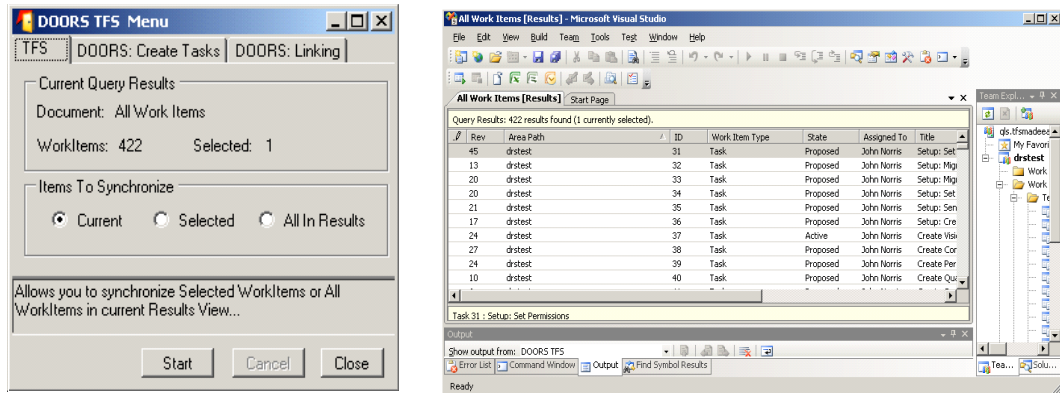 DOORS TFS Menu
TFS DOORS: Create Tasks DOORS: Linking
Current Query Results
Document: All Work Items
WorkItems: 422 Selected: 1
Items To Synchronize
Current Selected All In Results
Allows you to synchronize Selected WorkItems or All
WorkItems in current Results View...
Start Cancel Close
All Work Items [Results] - Microsoft Visual Studio
File Edit View Build Team Tools Test Window Help
All Work Items [Results] Start Page
Query Results: 422 results found (1 currently selected).
Rev Area Path ID Work Item Type State Assigned To Title
45 drstest 31 Task Proposed John Norris Setup: Set
13 drstest 32 Task Proposed John Norris Setup: Migr
20 drstest 33 Task Proposed John Norris Setup: Migr
20 drstest 34 Task Proposed John Norris Setup: Set
21 drstest 35 Task Proposed John Norris Setup: Sen
17 drstest 36 Task Proposed John Norris Setup: Cre
24 drstest 37 Task Active John Norris Create Visi
27 drstest 38 Task Proposed John Norris Create Cor
24 drstest 39 Task Proposed John Norris Create Per
10 drstest 40 Task Proposed John Norris Create Qua
Task 31 : Setup: Set Permissions
Output
Show output from: DOORS TFS
Error List Command Window Output Find Symbol Results
Ready
Team Expl...
qls.tfsmadeea
My Favori
drstest
Work
Work
Te
Tea... Solu...